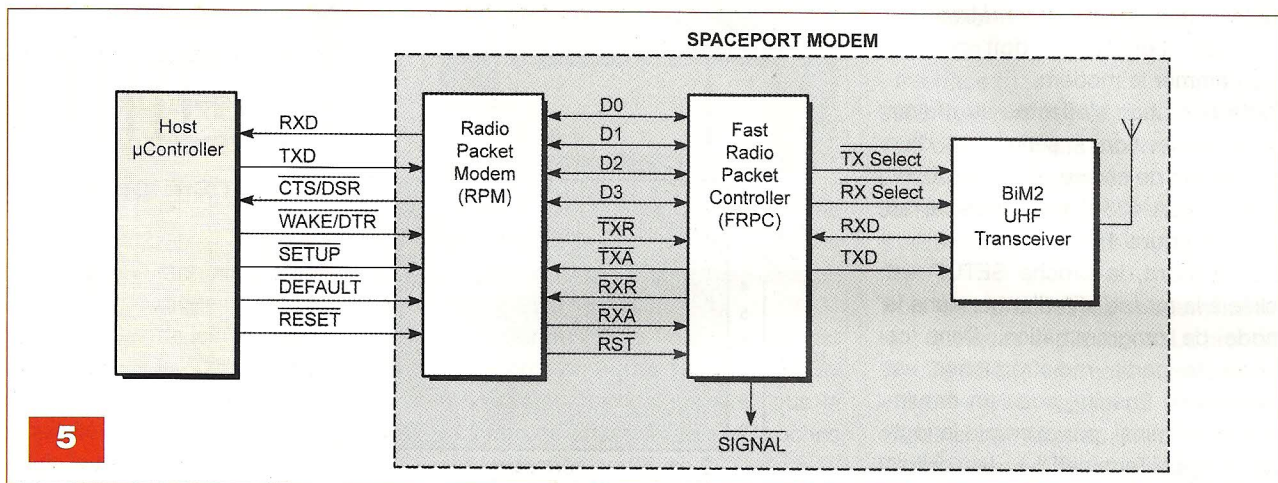 SPACEPORT MODEM
Host
µController
RXD
TXD
CTS/DSR
WAKE/DTR
SETUP
DEFAULT
RESET
Radio
Packet
Modem
(RPM)
D0
D1
D2
D3
TXR
TXA
RXR
RXA
RST
Fast
Radio
Packet
Controller
(FRPC)
SIGNAL
TX Select
RX Select
RXD
TXD
BiM2
UHF
Transceiver
5